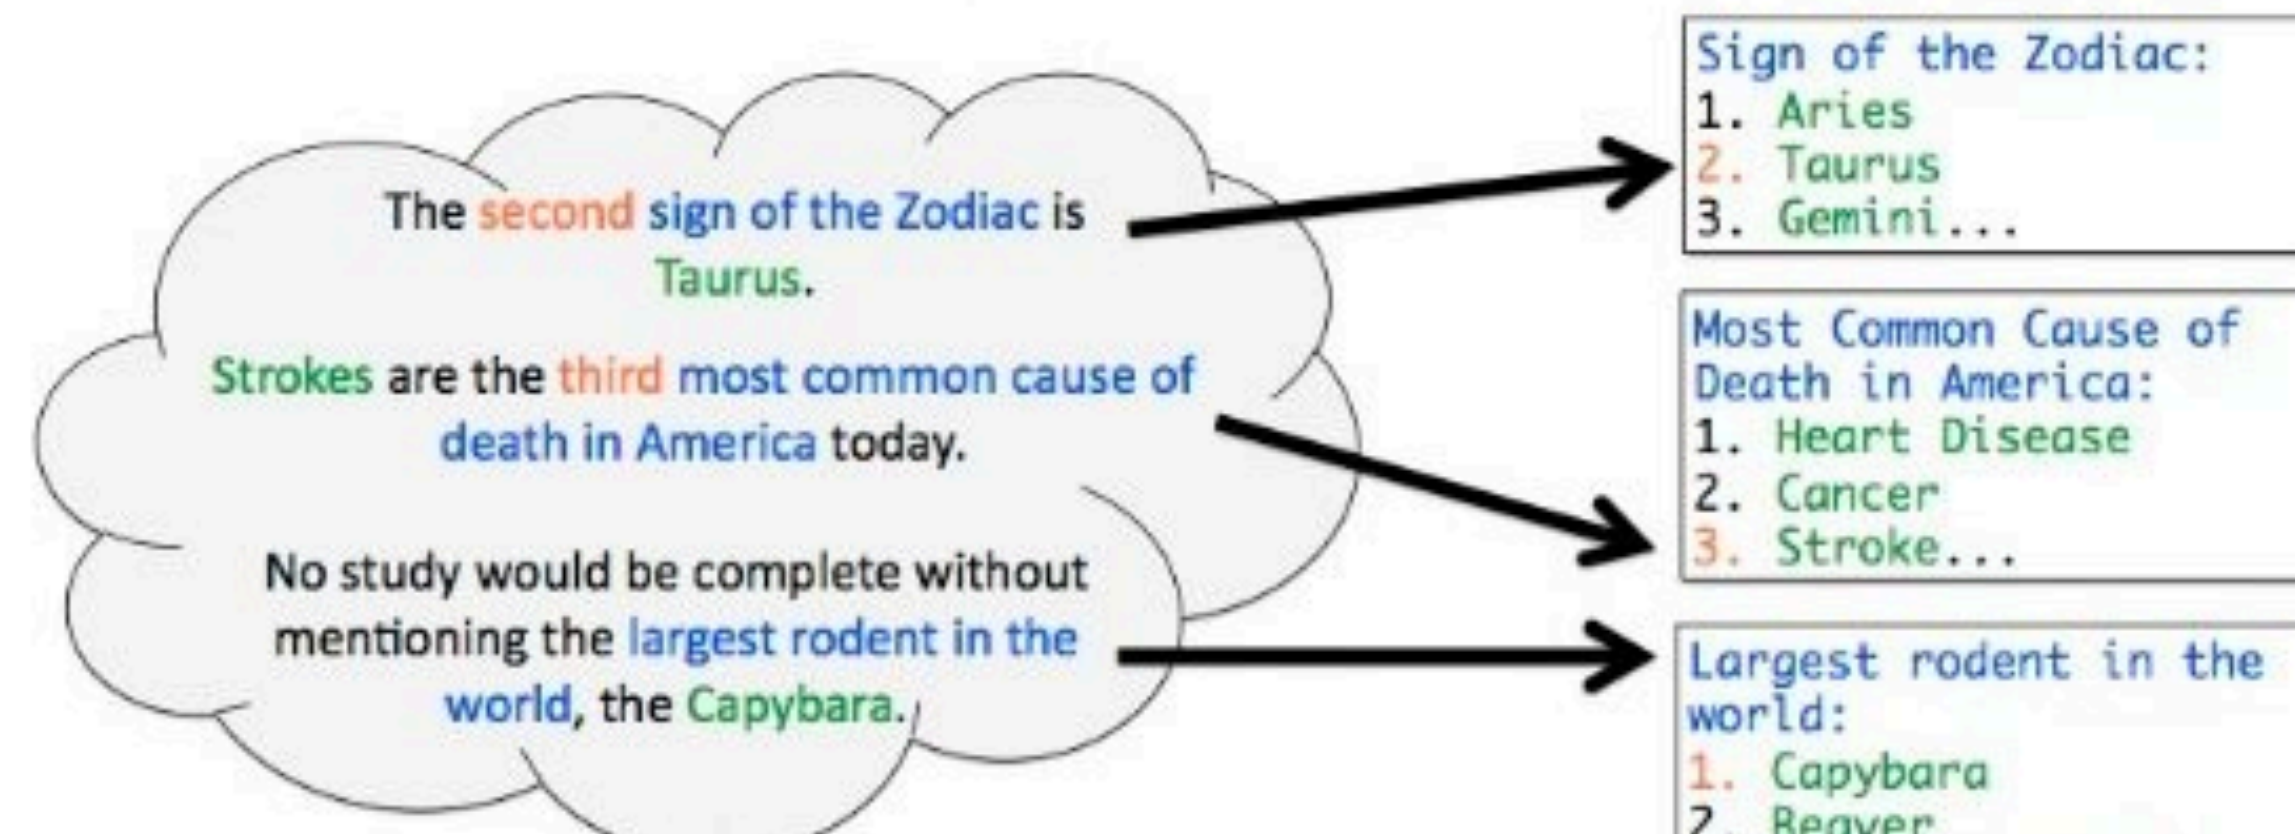 The second sign of the Zodiac is
Taurus.
Strokes are the third most common cause of
death in America today.
No study would be complete without
mentioning the largest rodent in the
world, the Capybara.
Sign of the Zodiac:
1. Aries
2. Taurus
3. Gemini...
Most Common Cause of
Death in America:
1. Heart Disease
2. Cancer
3. Stroke...
Largest rodent in the
world:
1. Capybara
2. Beaver